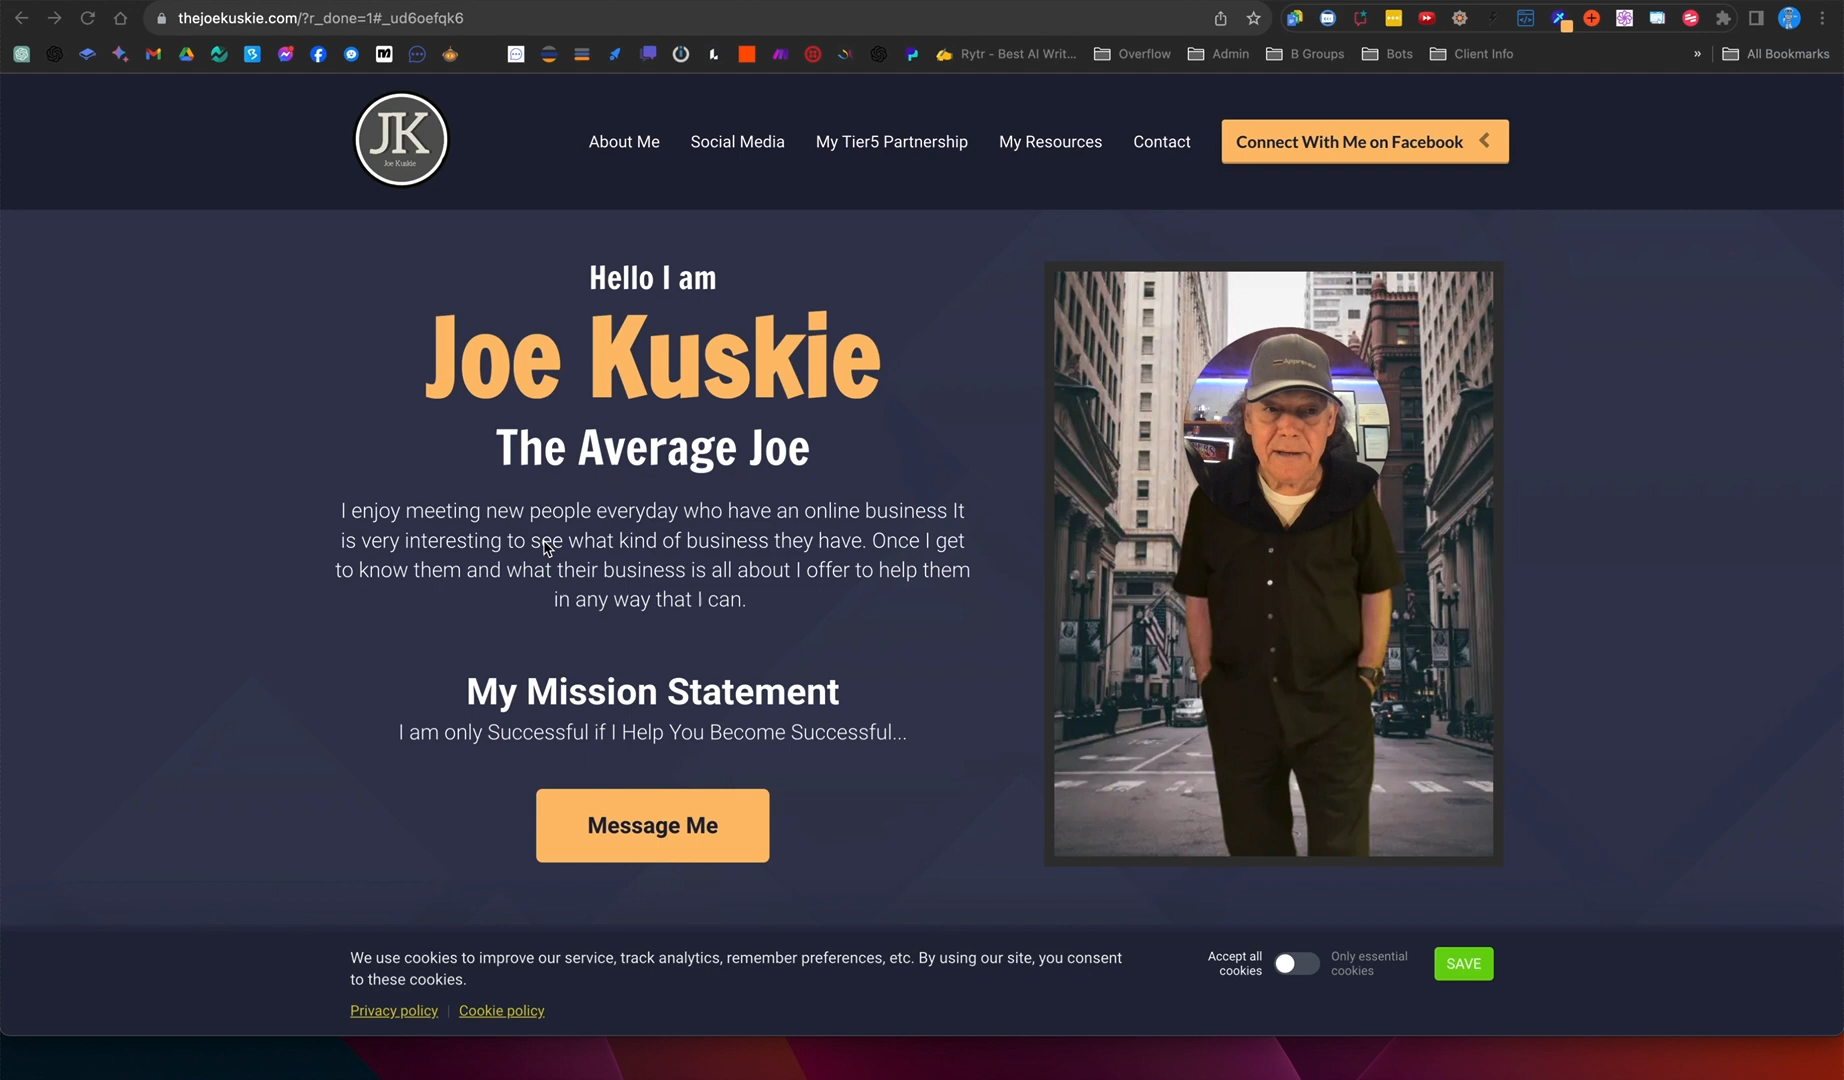 thejoekuskie.com/?r_done=1#_ud6oefqk6
Rytr - Best AI Writ...
Overflow
Admin
B Groups
Bots
Client Info
»
All Bookmarks
JK
Joe Kuskie
About Me
Social Media
My Tier5 Partnership
My Resources
Contact
Connect With Me on Facebook
Hello I am
Joe Kuskie
The Average Joe
I enjoy meeting new people everyday who have an online business It
is very interesting to see what kind of business they have. Once I get
to know them and what their business is all about I offer to help them
in any way that I can.
My Mission Statement
I am only Successful if I Help You Become Successful...
Message Me
We use cookies to improve our service, track analytics, remember preferences, etc. By using our site, you consent
to these cookies.
Privacy policy | Cookie policy
Accept all
cookies
Only essential
cookies
SAVE